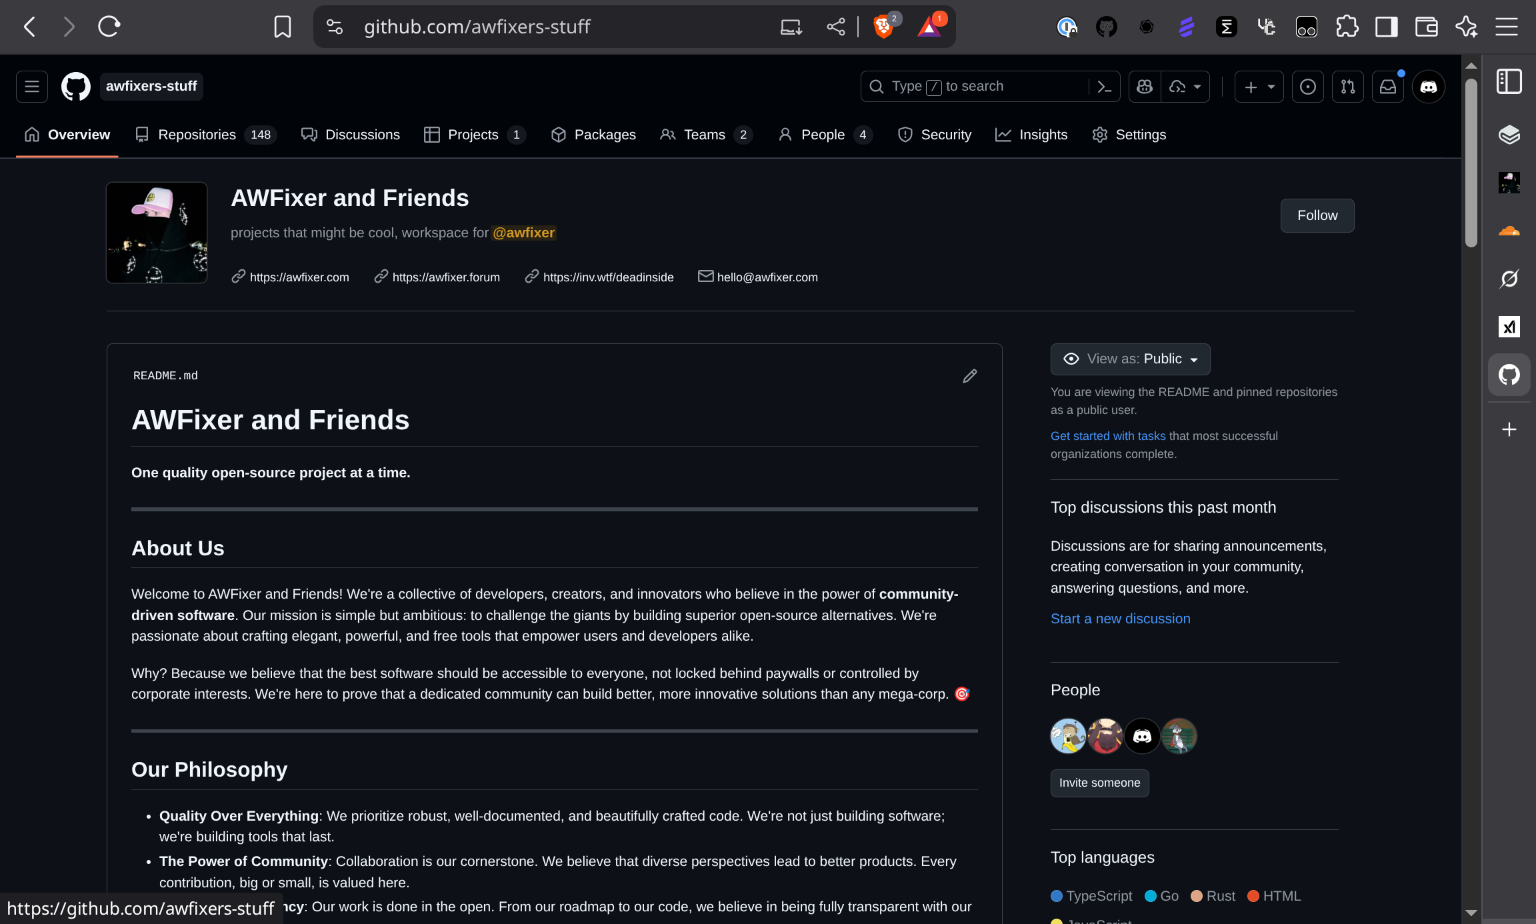 github.com/awfixers-stuff
2
1
awfixers-stuff
Type / to search
Overview
Repositories 148
Discussions
Projects 1
Packages
Teams 2
People 4
Security
Insights
Settings
AWFixer and Friends
projects that might be cool, workspace for @awfixer
Follow
https://awfixer.com
https://awfixer.forum
https://inv.wtf/deadinside
hello@awfixer.com
README.md
AWFixer and Friends
One quality open-source project at a time.
About Us
Welcome to AWFixer and Friends! We're a collective of developers, creators, and innovators who believe in the power of community-
driven software. Our mission is simple but ambitious: to challenge the giants by building superior open-source alternatives. We're
passionate about crafting elegant, powerful, and free tools that empower users and developers alike.
Why? Because we believe that the best software should be accessible to everyone, not locked behind paywalls or controlled by
corporate interests. We're here to prove that a dedicated community can build better, more innovative solutions than any mega-corp. 🎯
Our Philosophy
• Quality Over Everything: We prioritize robust, well-documented, and beautifully crafted code. We're not just building software;
we're building tools that last.
• The Power of Community: Collaboration is our cornerstone. We believe that diverse perspectives lead to better products. Every
contribution, big or small, is valued here.
ncy: Our work is done in the open. From our roadmap to our code, we believe in being fully transparent with our
View as: Public
You are viewing the README and pinned repositories
as a public user.
Get started with tasks that most successful
organizations complete.
Top discussions this past month
Discussions are for sharing announcements,
creating conversation in your community,
answering questions, and more.
Start a new discussion
People
Invite someone
Top languages
TypeScript Go Rust HTML
JavaScript
https://github.com/awfixers-stuff